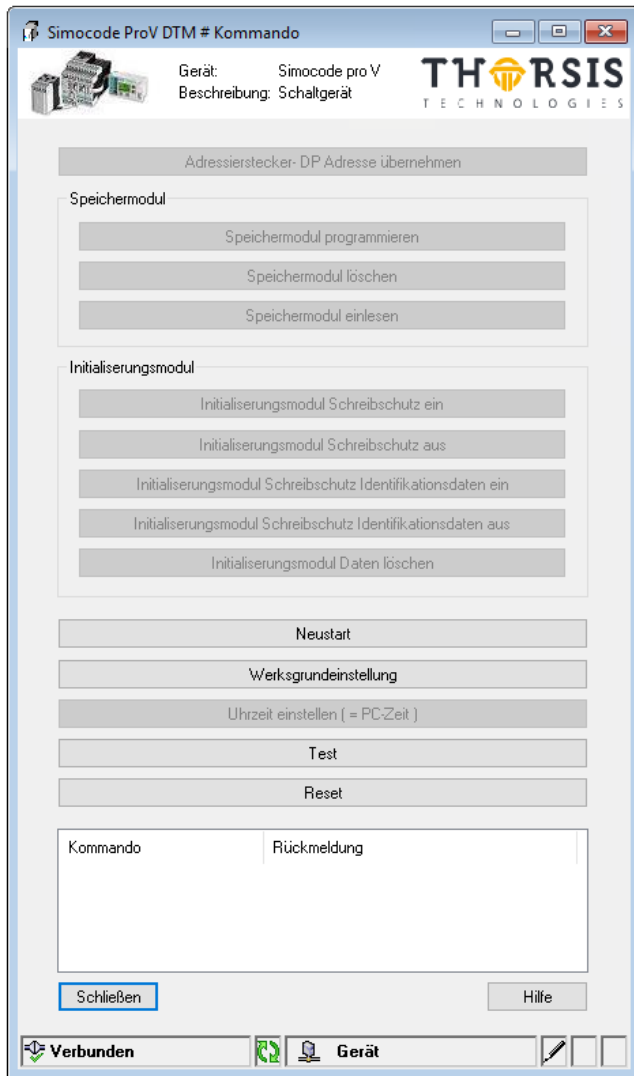 Simocode ProV DTM # Kommando
Gerät: Simocode pro V
Beschreibung: Schaltgerät
THORSIS
TECHNOLOGIES
Adressierstecker- DP Adresse übernehmen
Speichermodul
Speichermodul programmieren
Speichermodul löschen
Speichermodul einlesen
Initialiserungsmodul
Initialiserungsmodul Schreibschutz ein
Initialiserungsmodul Schreibschutz aus
Initialiserungsmodul Schreibschutz Identifikationsdaten ein
Initialiserungsmodul Schreibschutz Identifikationsdaten aus
Initialiserungsmodul Daten löschen
Neustart
Werksgrundeinstellung
Uhrzeit einstellen ( = PC-Zeit )
Test
Reset
Kommando Rückmeldung
Schließen Hilfe
Verbunden Gerät